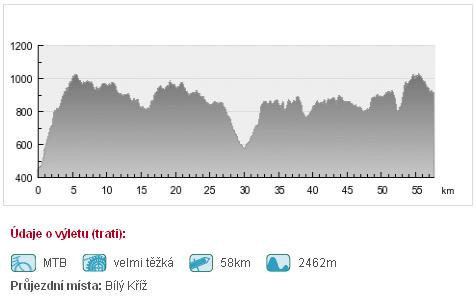 1200
1000
800
600
400
0 5 10 15 20 25 30 35 40 45 50 55 km
Údaje o výletu (trati):
MTB velmi těžká 58km 2462m
Průjezdní místa: Bílý Kříž